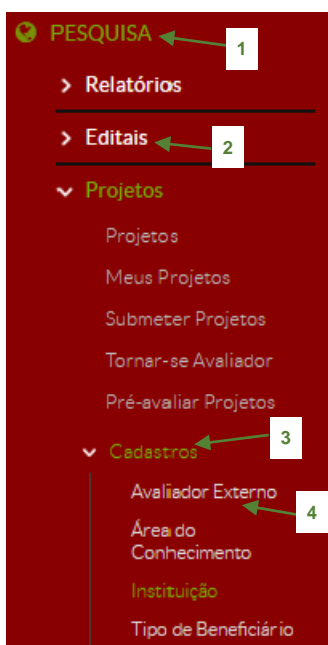 PESQUISA
1
Relatórios
Editais
2
Projetos
Projetos
Meus Projetos
Submeter Projetos
Tornar-se Avaliador
Pré-avaliar Projetos
Cadastros
3
Avaliador Externo
4
Área do
Conhecimento
Instituição
Tipo de Beneficiário